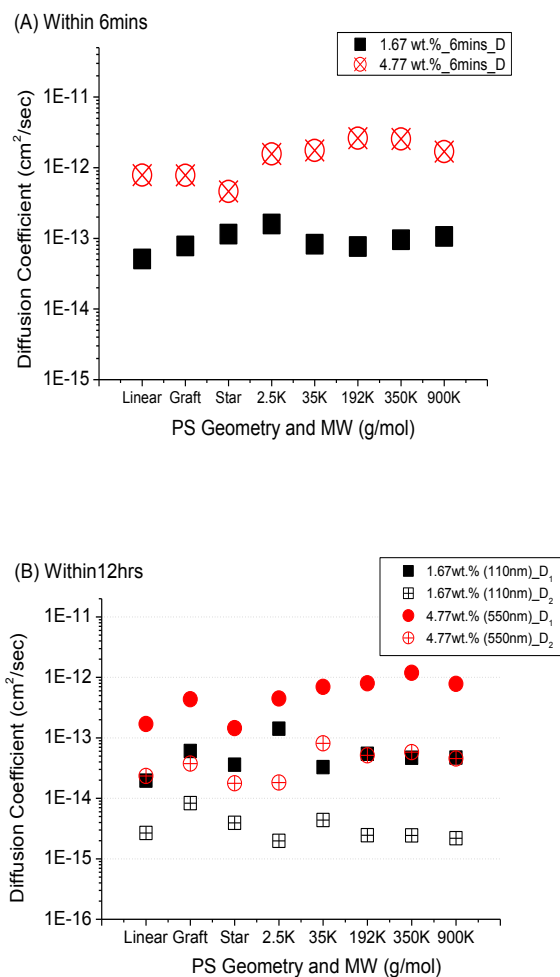 (A) Within 6mins
1.67 wt.%_6mins_D
4.77 wt.%_6mins_D
Diffusion Coefficient (cm²/sec)
1E-11
1E-12
1E-13
1E-14
1E-15
Linear Graft Star 2.5K 35K 192K 350K 900K
PS Geometry and MW (g/mol)
(B) Within12hrs
1.67wt.% (110nm)_D₁
1.67wt.% (110nm)_D₂
4.77wt.% (550nm)_D₁
4.77wt.% (550nm)_D₂
Diffusion Coefficient (cm²/sec)
1E-11
1E-12
1E-13
1E-14
1E-15
1E-16
Linear Graft Star 2.5K 35K 192K 350K 900K
PS Geometry and MW (g/mol)